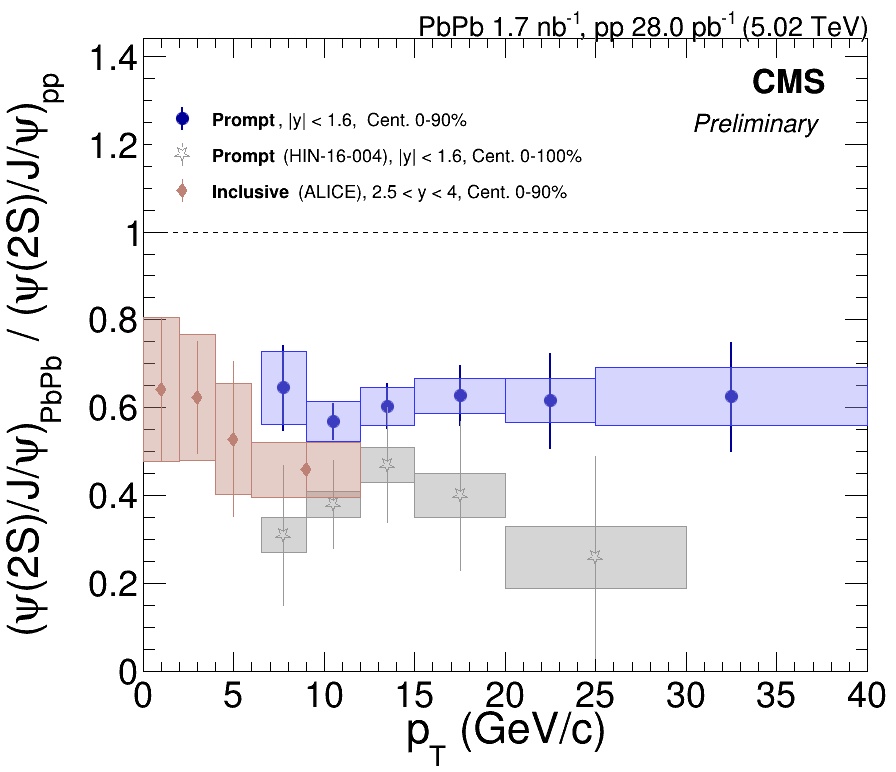 PbPb 1.7 nb⁻¹, pp 28.0 pb⁻¹ (5.02 TeV)
CMS
Preliminary
Prompt , |y| < 1.6, Cent. 0-90%
Prompt (HIN-16-004), |y| < 1.6, Cent. 0-100%
Inclusive (ALICE), 2.5 < y < 4, Cent. 0-90%
(ψ(2S)/J/ψ)PbPb / (ψ(2S)/J/ψ)pp
1.4
1.2
1
0.8
0.6
0.4
0.2
0
0 5 10 15 20 25 30 35 40
pT (GeV/c)